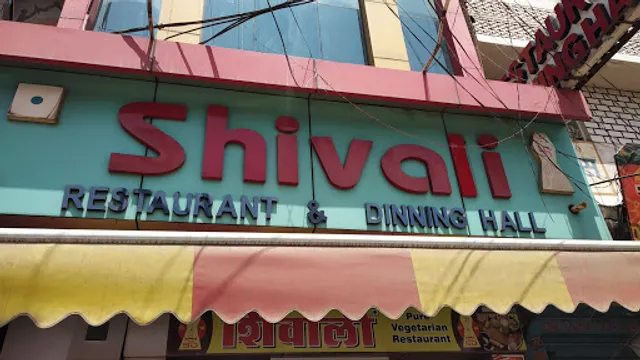 Shivali
RESTAURANT & DINNING HALL
शिवाली
Pure
Vegetarian
Restaurant